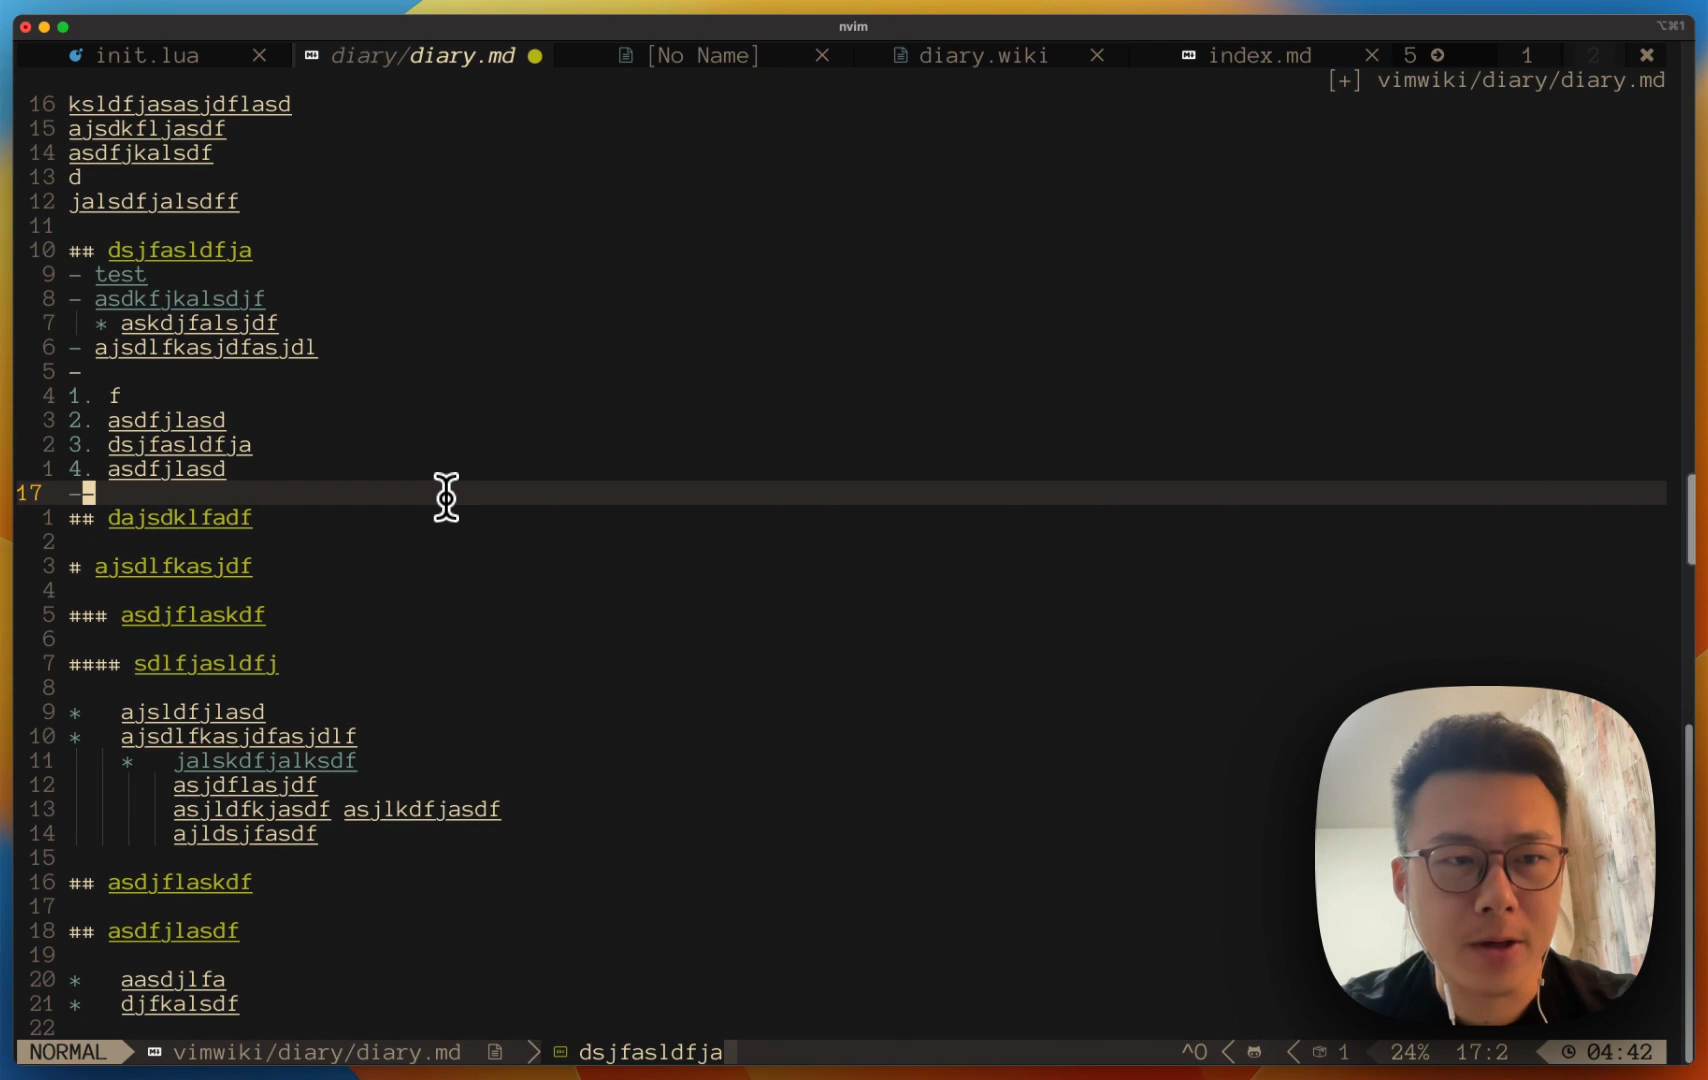 nvim
⌥⌘1
init.lua
diary/diary.md
[No Name]
diary.wiki
index.md
5
1
2
[+] vimwiki/diary/diary.md
16 ksldfjasasjdflasd
15 ajsdkfljasdf
14 asdfjkalsdf
13 d
12 jalsdfjalsdff
11
10 ## dsjfasldfja
9 - test
8 - asdkfjkalsdjf
7 * askdjfalsjdf
6 - ajsdlfkasjdfasjdl
5 -
4 1. f
3 2. asdfjlasd
2 3. dsjfasldfja
1 4. asdfjlasd
17 --
1 ## dajsdklfadf
2
3 # ajsdlfkasjdf
4
5 ### asdjflaskdf
6
7 #### sdlfjasldfj
8
9 * ajsldfjlasd
10 * ajsdlfkasjdfasjdlf
11 * jalskdfjalksdf
12 asjdflasjdf
13 asjldfkjasdf asjlkdfjasdf
14 ajldsjfasdf
15
16 ## asdjflaskdf
17
18 ## asdfjlasdf
19
20 * aasdjlfa
21 * djfkalsdf
22
NORMAL vimwiki/diary/diary.md dsjfasldfja ^O 1 24% 17:2 04:42